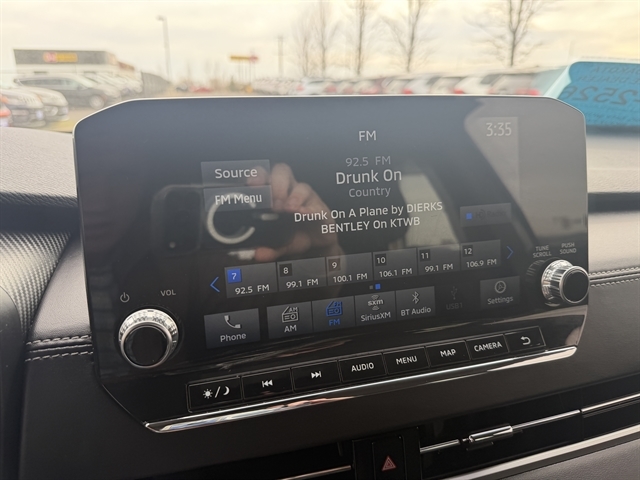 FM
3:35
92.5 FM
Drunk On
Country
Source
FM Menu
Drunk On A Plane by DIERKS
BENTLEY On KTWB
7 8 9 10 11 12
92.5 FM 99.1 FM 100.1 FM 106.1 FM 99.1 FM 106.9 FM
TUNE SCROLL
PUSH SOUND
VOL
Phone
AM
FM
sxm
SiriusXM
BT Audio
Settings
AUDIO
MENU
MAP
CAMERA